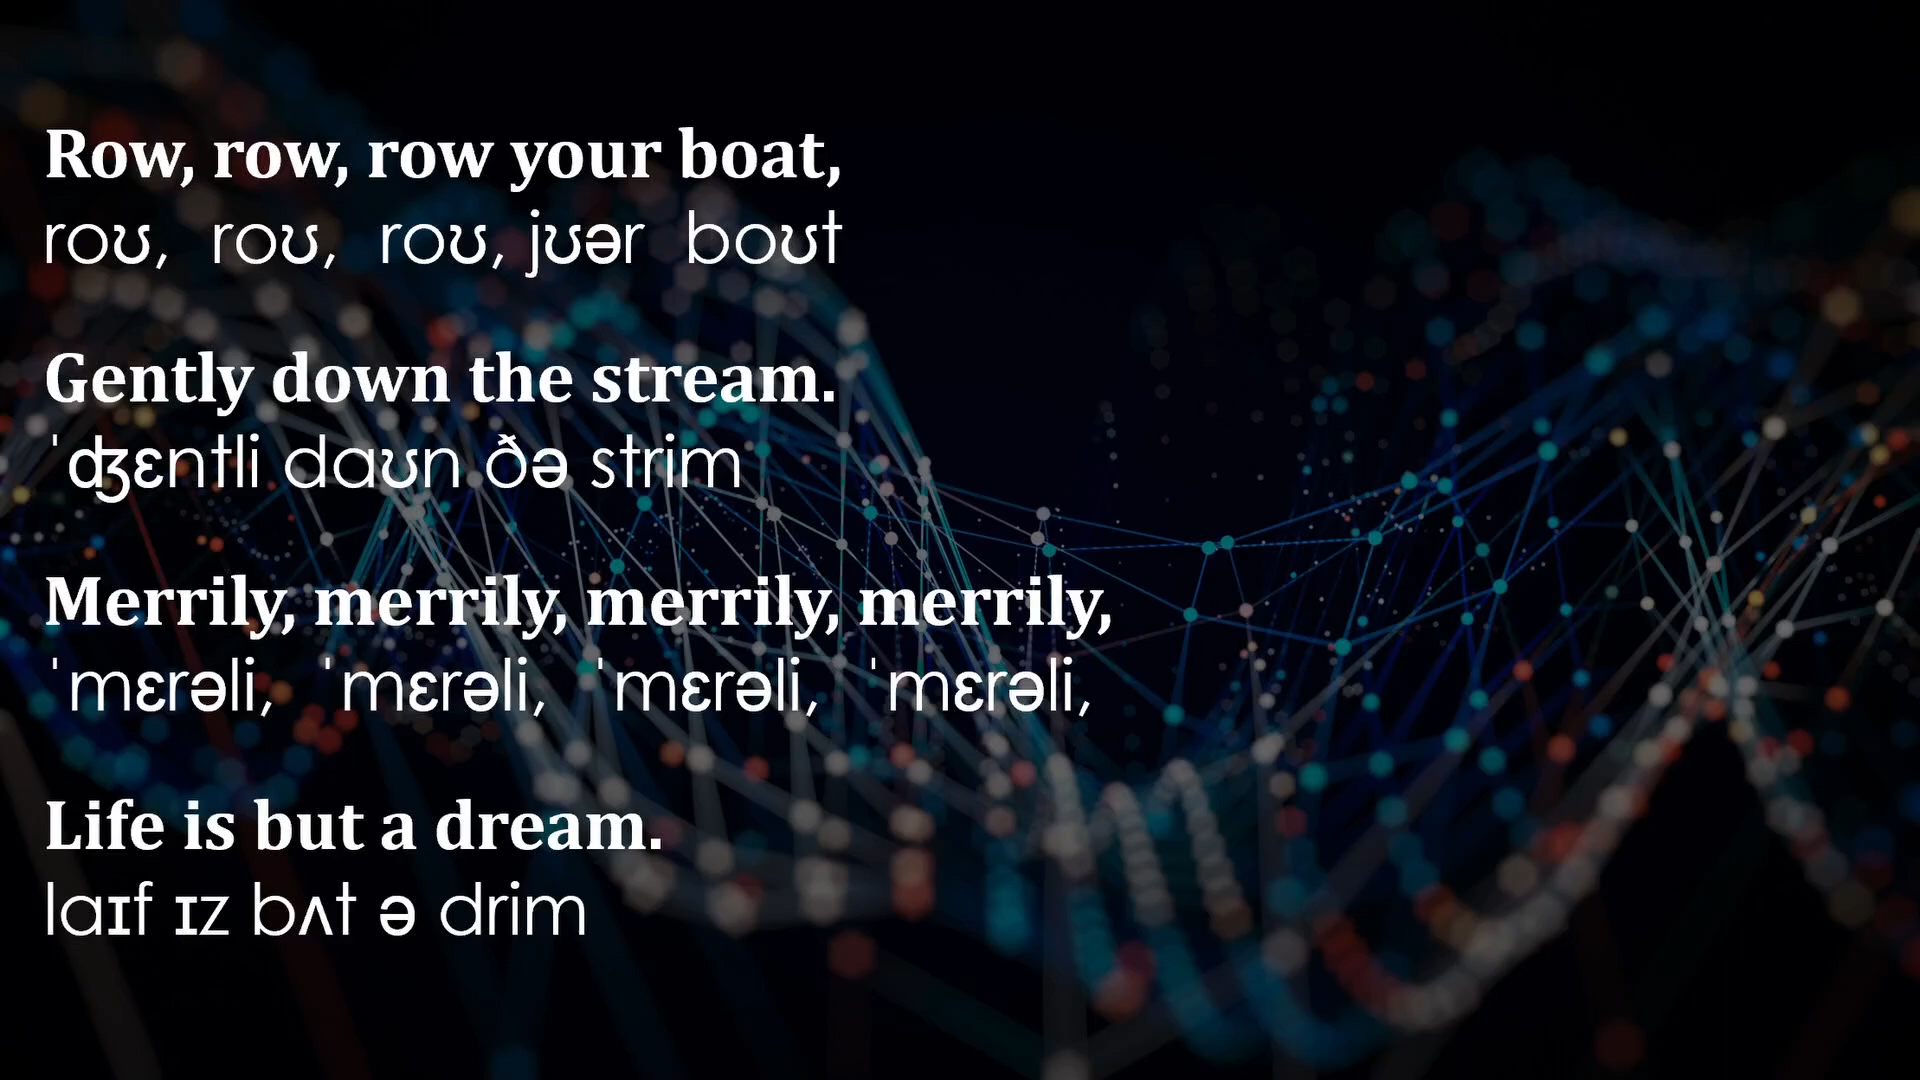 Row, row, row your boat,
roʊ, roʊ, roʊ, jʊər boʊt
Gently down the stream.
ˈʤɛntli daʊn ðə strim
Merrily, merrily, merrily, merrily,
ˈmɛrəli, ˈmɛrəli, ˈmɛrəli, ˈmɛrəli,
Life is but a dream.
laɪf ɪz bʌt ə drim